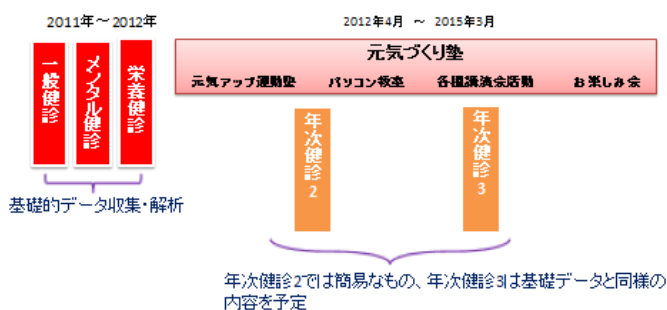 2011年～2012年
2012年4月　～　2015年3月
一般健診
メンタル健診
栄養健診
元気づくり塾
元気アップ運動塾　パソコン教室　各種講演会活動　お楽しみ会
年次健診2
年次健診3
基礎的データ収集・解析
年次健診2では簡易なもの、年次健診3は基礎データと同様の
内容を予定